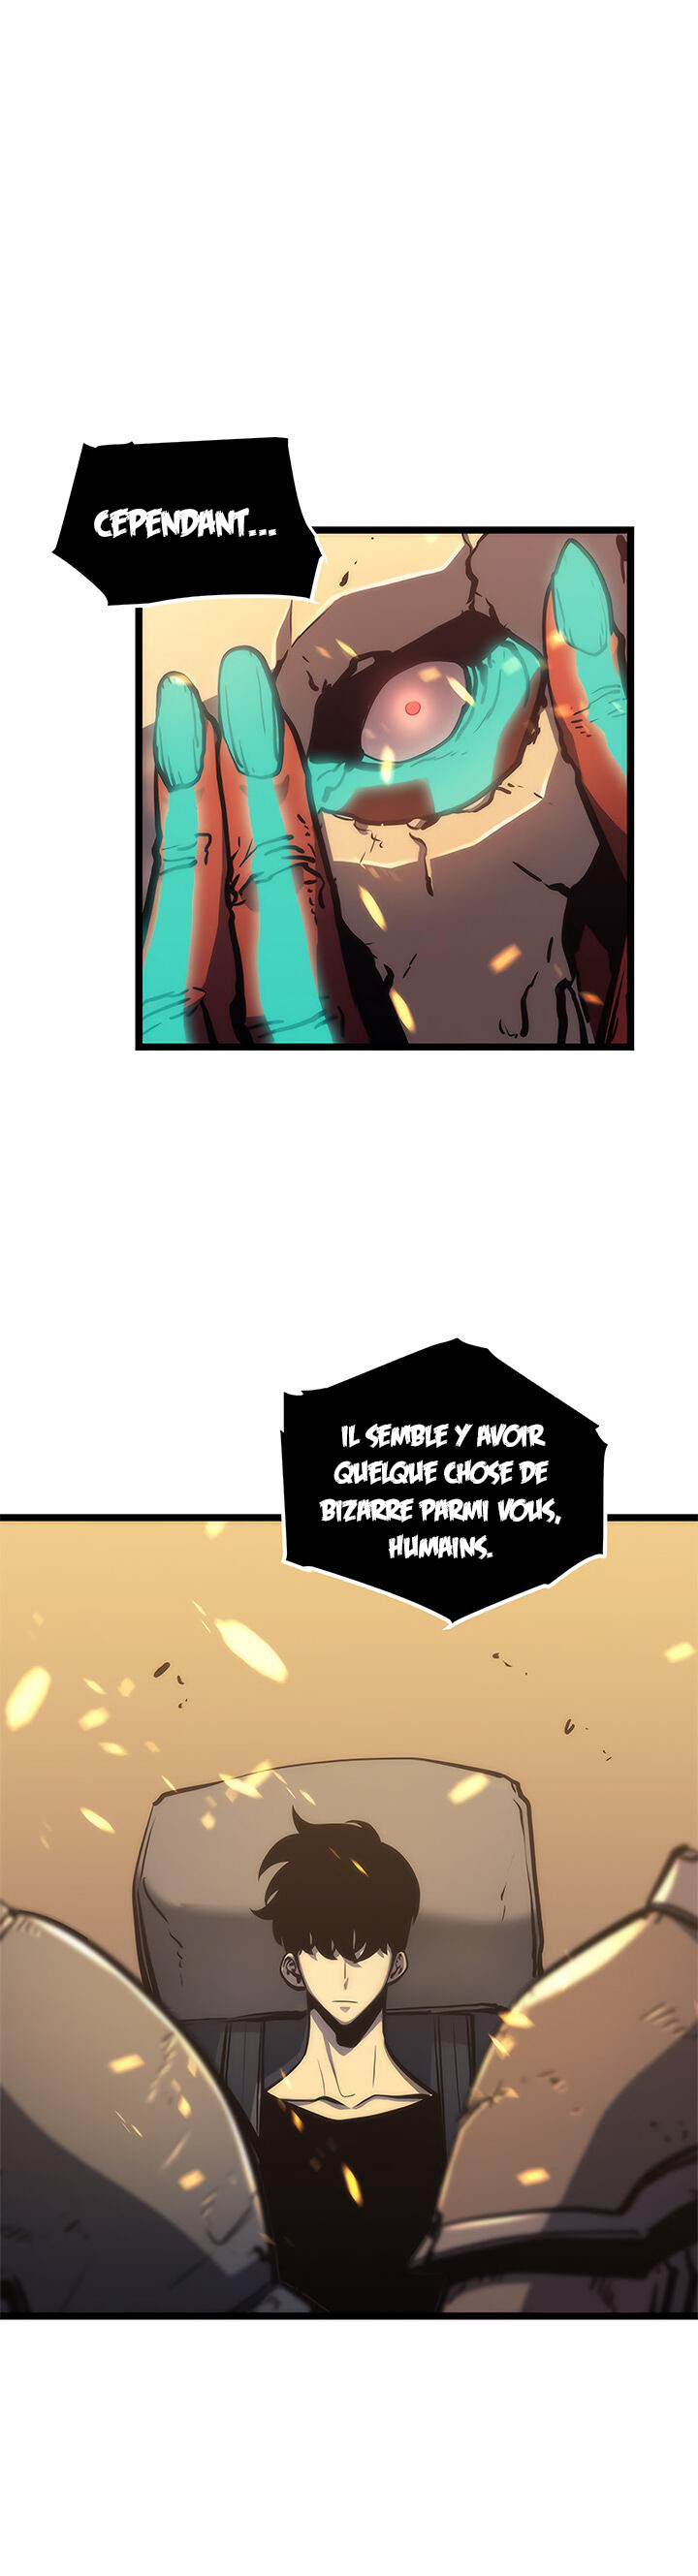 CEPENDANT...
IL SEMBLE Y AVOIR
QUELQUE CHOSE DE
BIZARRE PARMI VOUS,
HUMAINS.